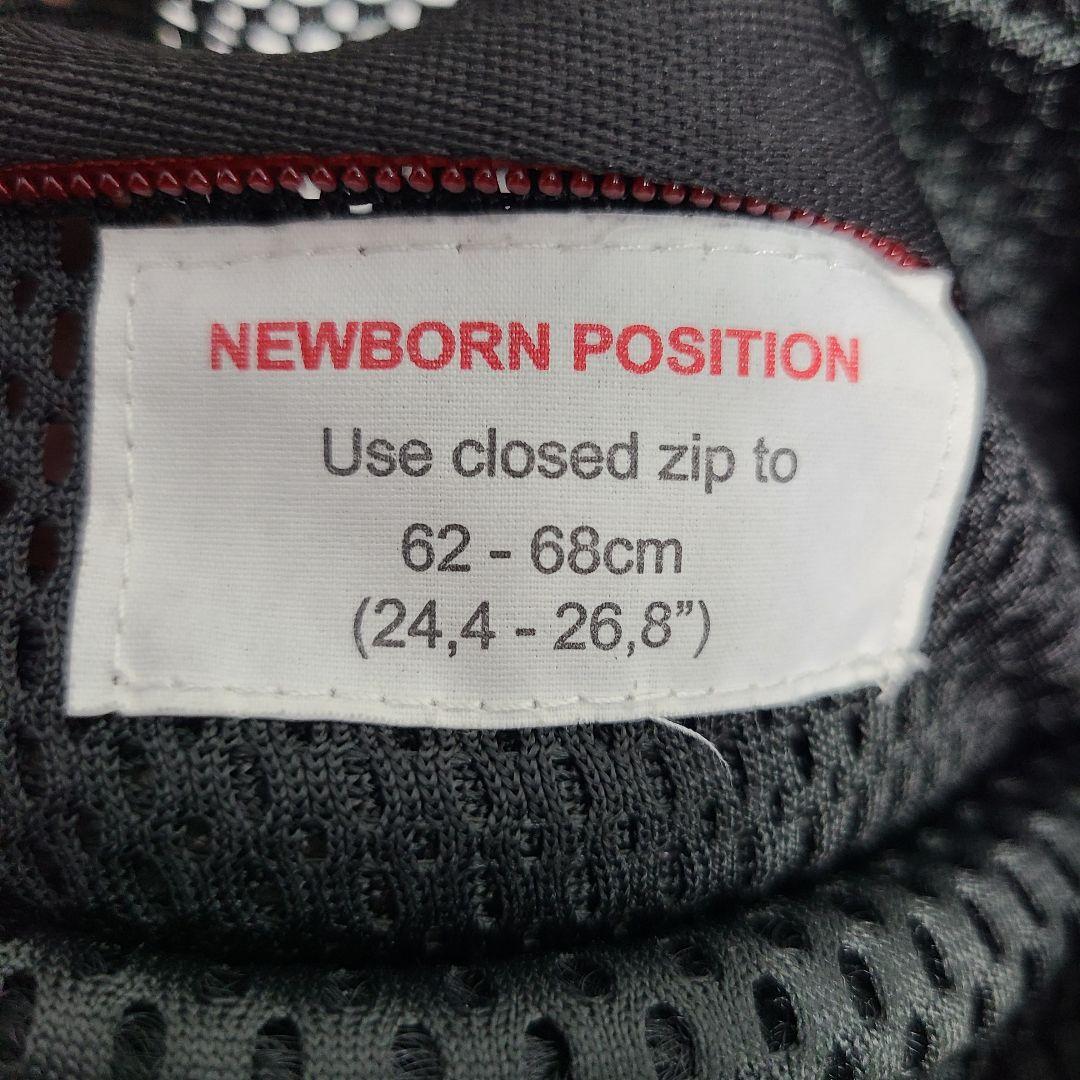 NEWBORN POSITION
Use closed zip to
62 - 68cm
(24,4 - 26,8”)